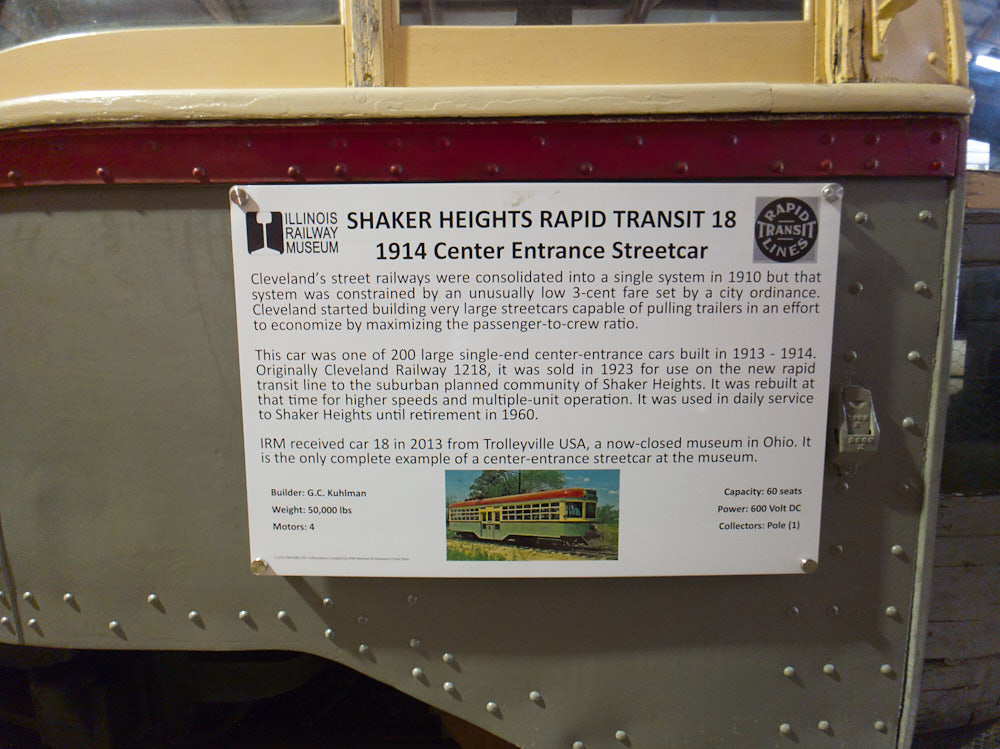 ILLINOIS
RAILWAY
MUSEUM
SHAKER HEIGHTS RAPID TRANSIT 18
1914 Center Entrance Streetcar
RAPID
TRANSIT
LINES
Cleveland's street railways were consolidated into a single system in 1910 but that
system was constrained by an unusually low 3-cent fare set by a city ordinance.
Cleveland started building very large streetcars capable of pulling trailers in an effort
to economize by maximizing the passenger-to-crew ratio.
This car was one of 200 large single-end center-entrance cars built in 1913 - 1914.
Originally Cleveland Railway 1218, it was sold in 1923 for use on the new rapid
transit line to the suburban planned community of Shaker Heights. It was rebuilt at
that time for higher speeds and multiple-unit operation. It was used in daily service
to Shaker Heights until retirement in 1960.
IRM received car 18 in 2013 from Trolleyville USA, a now-closed museum in Ohio. It
is the only complete example of a center-entrance streetcar at the museum.
Builder: G.C. Kuhlman
Weight: 50,000 lbs
Motors: 4
Capacity: 60 seats
Power: 600 Volt DC
Collectors: Pole (1)